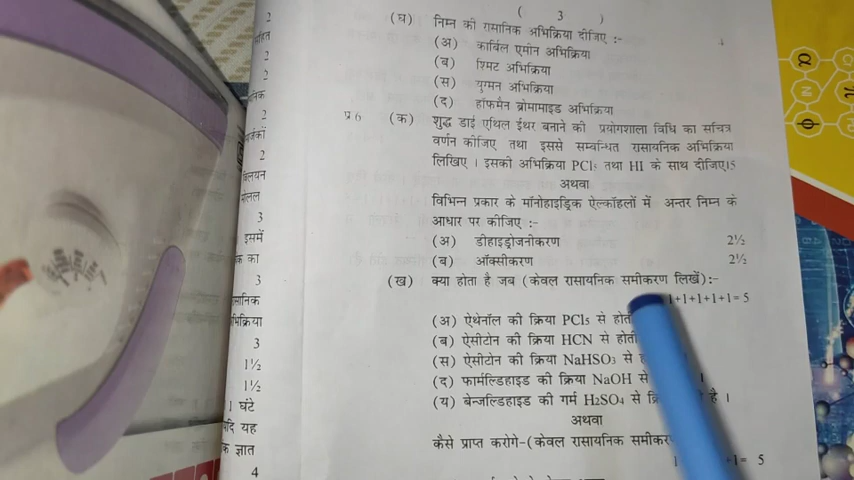 ( 3 )
(घ) निम्न की रासानिक अभिक्रिया दीजिए :-
(अ) कार्बिल एमीन अभिक्रिया
(ब) श्मिट अभिक्रिया
(स) युग्मन अभिक्रिया
(द) हॉफमेन ब्रोमामाइड अभिक्रिया
प्र 6 (क) शुद्ध डाई एथिल ईथर बनाने की प्रयोगशाला विधि का सचित्र
वर्णन कीजिए तथा इससे सम्बन्धित रासायनिक अभिक्रिया
लिखिए । इसकी अभिक्रिया PCl₅ तथा HI के साथ दीजिए।5
अथवा
विभिन्न प्रकार के मॉनोहाइड्रिक ऐल्कॉहलों में अन्तर निम्न के
आधार पर कीजिए :-
(अ) डीहाइड्रोजनीकरण 2½
(ब) ऑक्सीकरण 2½
(ख) क्या होता है जब (केवल रासायनिक समीकरण लिखें):-
1+1+1+1+1= 5
(अ) ऐथेनॉल की क्रिया PCl₅ से
(ब) ऐसीटोन की क्रिया HCN से होती
(स) ऐसीटोन की क्रिया NaHSO₃ से
(द) फार्मल्डिहाइड की क्रिया NaOH से
(य) बेन्जल्डिहाइड की गर्म H₂SO₄ से है ।
अथवा
कैसे प्राप्त करोगे-(केवल रासायनिक
1= 5
2
2
2
2
2
3
इसमें
3
3
1½
1½
घंटे
यह
ज्ञात
4